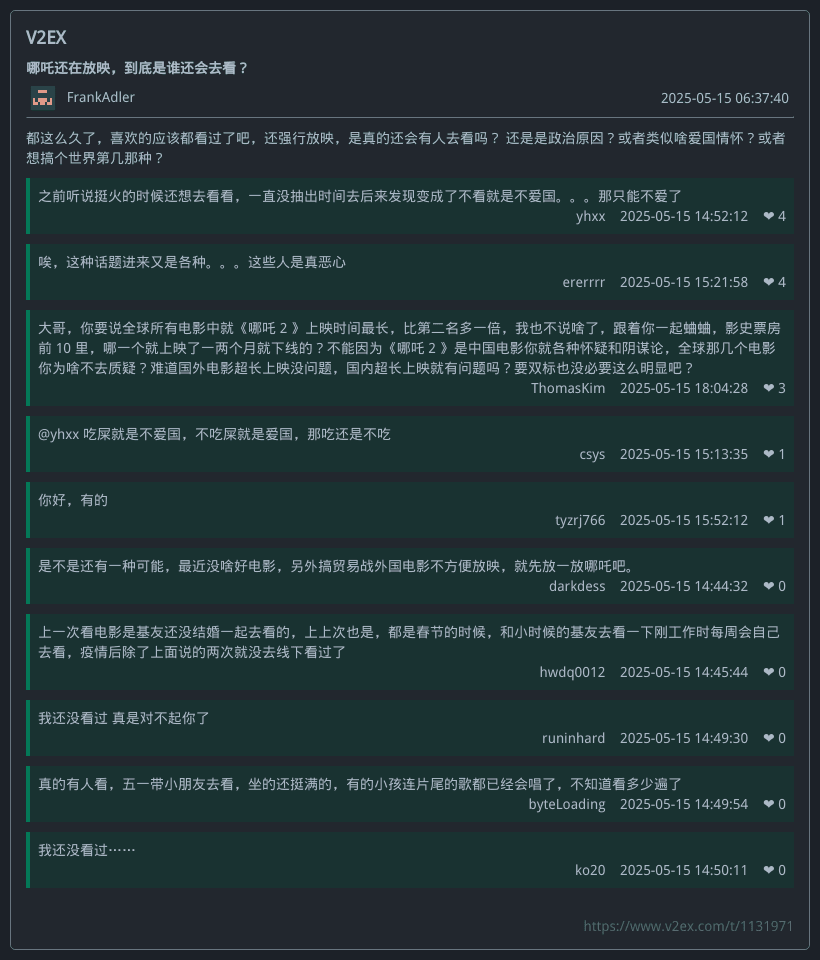 V2EX
哪吒还在放映，到底是谁还会去看？
FrankAdler
2025-05-15 06:37:40
都这么久了，喜欢的应该都看过了吧，还强行放映，是真的还会有人去看吗？ 还是是政治原因？或者类似啥爱国情怀？或者
想搞个世界第几那种？
之前听说挺火的时候还想去看看，一直没抽出时间去后来发现变成了不看就是不爱国。。。那只能不爱了
yhxx 2025-05-15 14:52:12 ❤ 4
唉，这种话题进来又是各种。。。这些人是真恶心
ererrrr 2025-05-15 15:21:58 ❤ 4
大哥，你要说全球所有电影中就《哪吒 2 》上映时间最长，比第二名多一倍，我也不说啥了，跟着你一起蛐蛐，影史票房
前 10 里，哪一个就上映了一两个月就下线的？不能因为《哪吒 2 》是中国电影你就各种怀疑和阴谋论，全球那几个电影
你为啥不去质疑？难道国外电影超长上映没问题，国内超长上映就有问题吗？要双标也没必要这么明显吧？
ThomasKim 2025-05-15 18:04:28 ❤ 3
@yhxx 吃屎就是不爱国，不吃屎就是爱国，那吃还是不吃
csys 2025-05-15 15:13:35 ❤ 1
你好，有的
tyzrj766 2025-05-15 15:52:12 ❤ 1
是不是还有一种可能，最近没啥好电影，另外搞贸易战外国电影不方便放映，就先放一放哪吒吧。
darkdess 2025-05-15 14:44:32 ❤ 0
上一次看电影是基友还没结婚一起去看的，上上次也是，都是春节的时候，和小时候的基友去看一下刚工作时每周会自己
去看，疫情后除了上面说的两次就没去线下看过了
hwdq0012 2025-05-15 14:45:44 ❤ 0
我还没看过 真是对不起你了
runinhard 2025-05-15 14:49:30 ❤ 0
真的有人看，五一带小朋友去看，坐的还挺满的，有的小孩连片尾的歌都已经会唱了，不知道看多少遍了
byteLoading 2025-05-15 14:49:54 ❤ 0
我还没看过……
ko20 2025-05-15 14:50:11 ❤ 0
https://www.v2ex.com/t/1131971